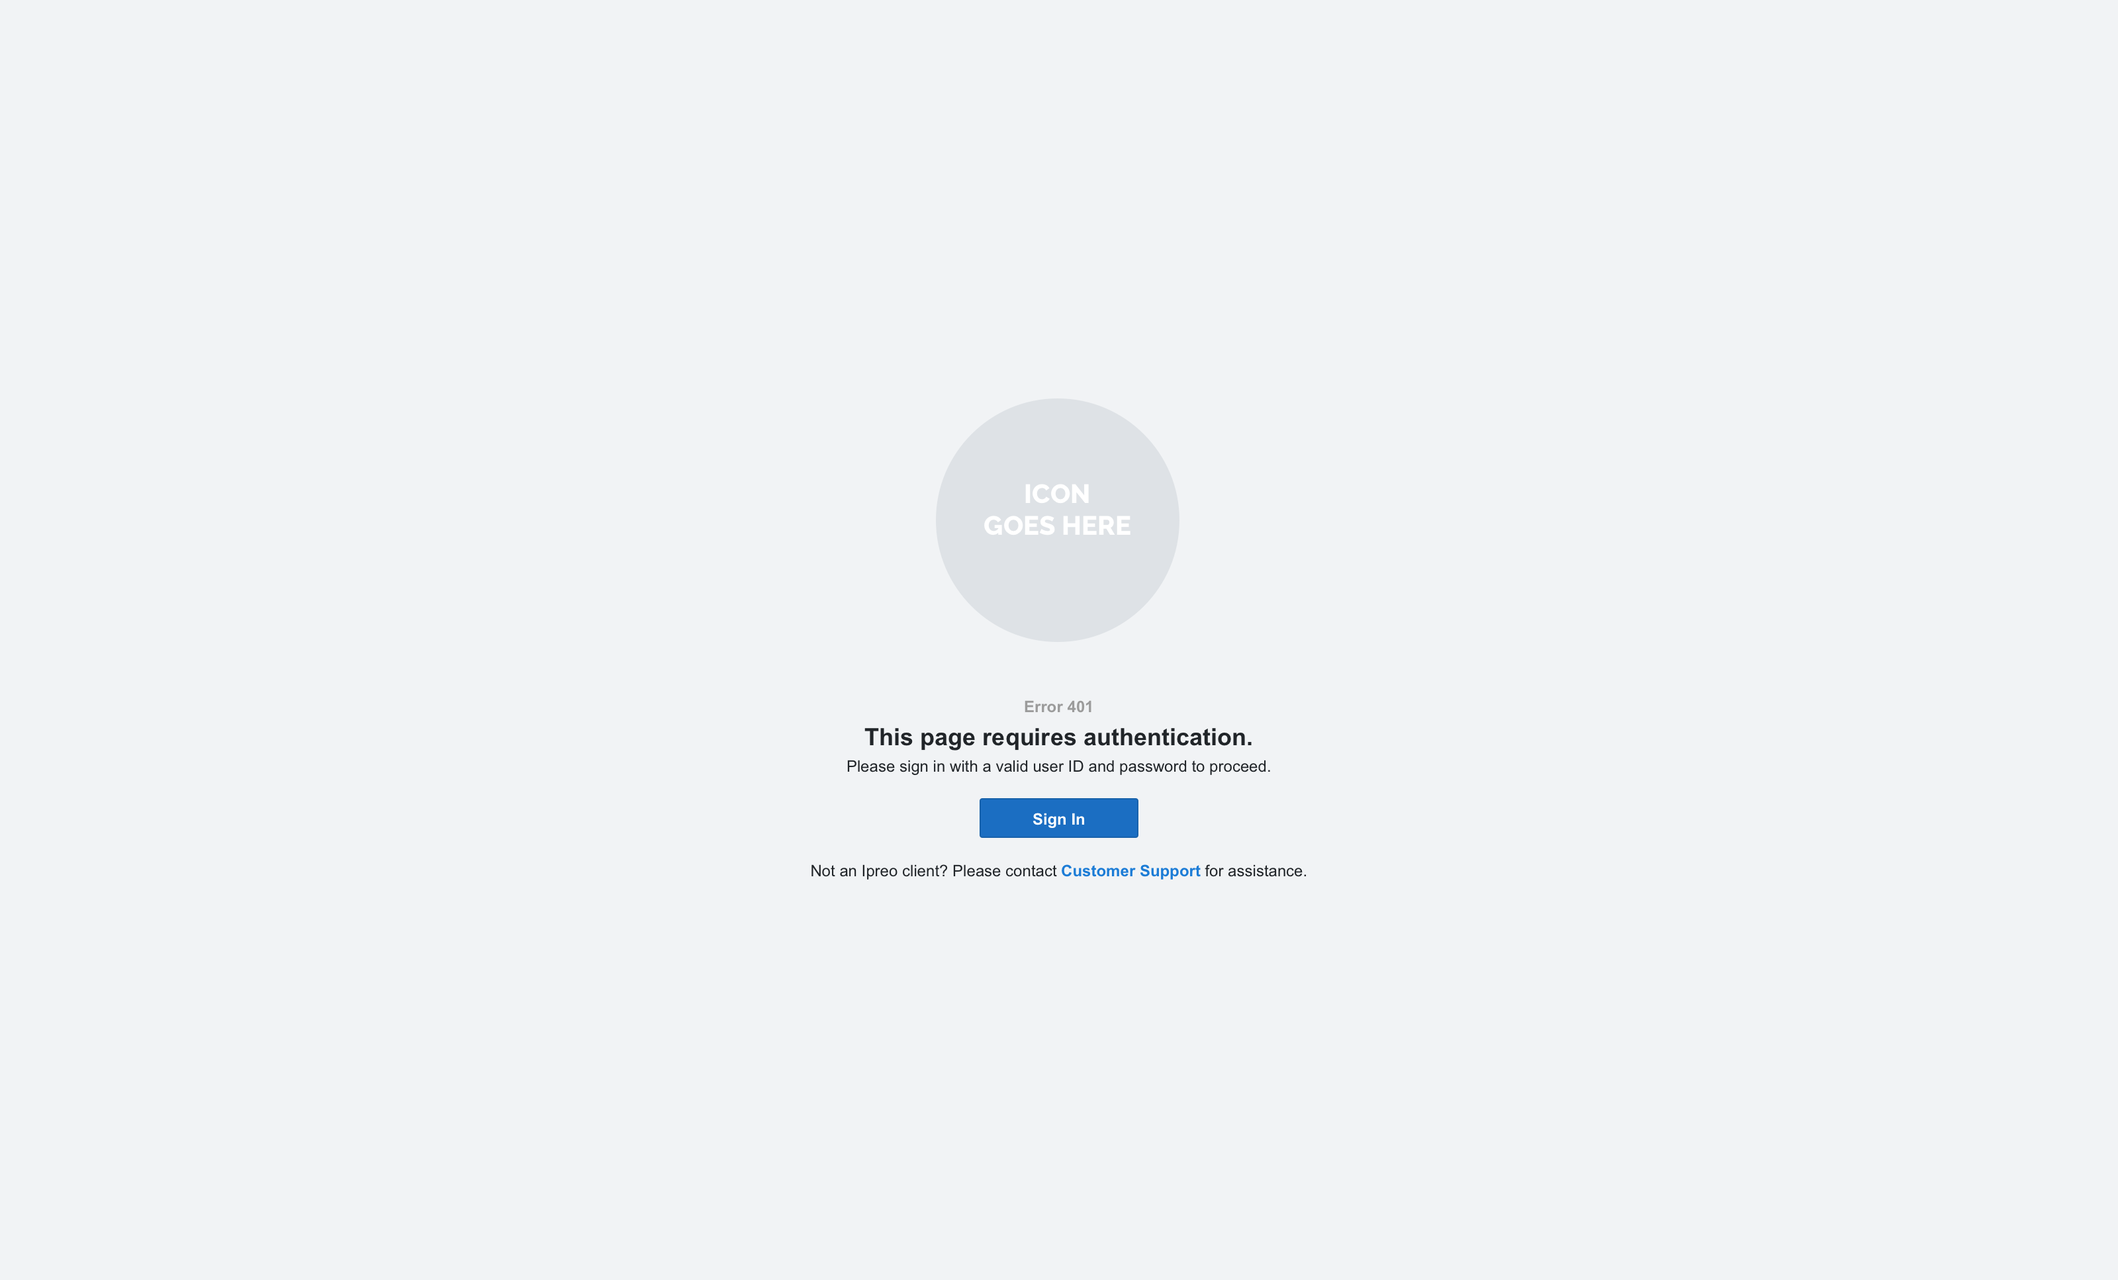 ICON
GOES HERE
Error 401
This page requires authentication.
Please sign in with a valid user ID and password to proceed.
Sign In
Not an Ipreo client? Please contact Customer Support for assistance.